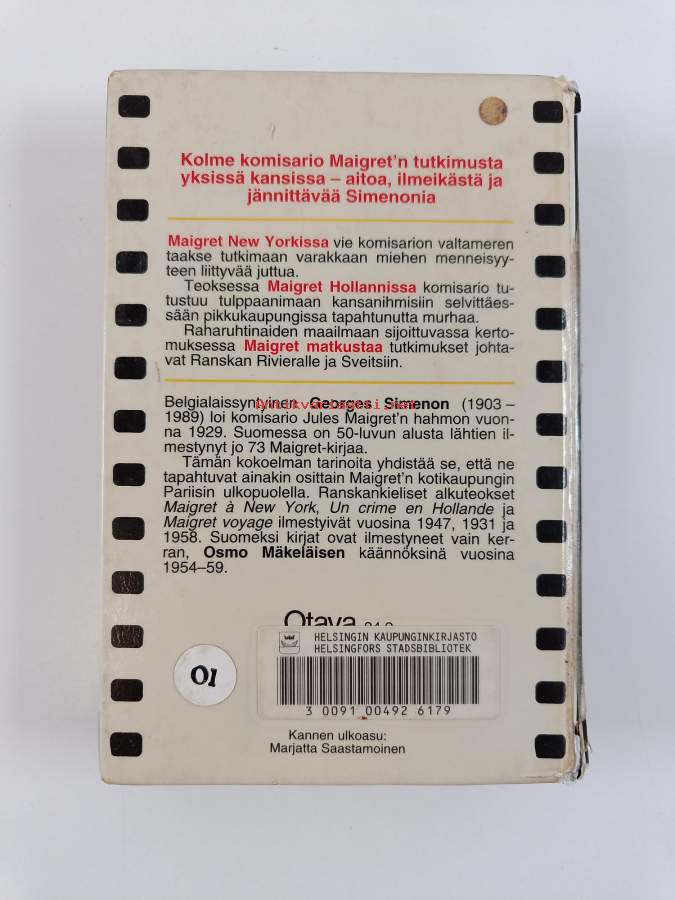 Kolme komisario Maigret'n tutkimusta
yksissä kansissa – aitoa, ilmeikästä ja
jännittävää Simenonia
Maigret New Yorkissa vie komisarion valtameren
taakse tutkimaan varakkaan miehen menneisyy-
teen liittyvää juttua.
Teoksessa Maigret Hollannissa komisario tu-
tustuu tulppaanimaan kansanihmisiin selvittäes-
sään pikkukaupungissa tapahtunutta murhaa.
Raharuhtinaiden maailmaan sijoittuvassa kerto-
muksessa Maigret matkustaa tutkimukset johta-
vat Ranskan Rivieralle ja Sveitsiin.
Belgialaissyntyinen Georges Simenon (1903 –
Antikvariaatti.net
1989) loi komisario Jules Maigret'n hahmon vuon-
na 1929. Suomessa on 50-luvun alusta lähtien il-
mestynyt jo 73 Maigret-kirjaa.
Tämän kokoelman tarinoita yhdistää se, että ne
tapahtuvat ainakin osittain Maigret'n kotikaupungin
Pariisin ulkopuolella. Ranskankieliset alkuteokset
Maigret à New York, Un crime en Hollande ja
Maigret voyage ilmestyivät vuosina 1947, 1931 ja
1958. Suomeksi kirjat ovat ilmestyneet vain ker-
ran, Osmo Mäkeläisen käännöksinä vuosina
1954–59.
Otava
HELSINGIN KAUPUNGINKIRJASTO
HELSINGFORS STADSBIBLIOTEK
3 0091 00492 6179
01
Kannen ulkoasu:
Marjatta Saastamoinen